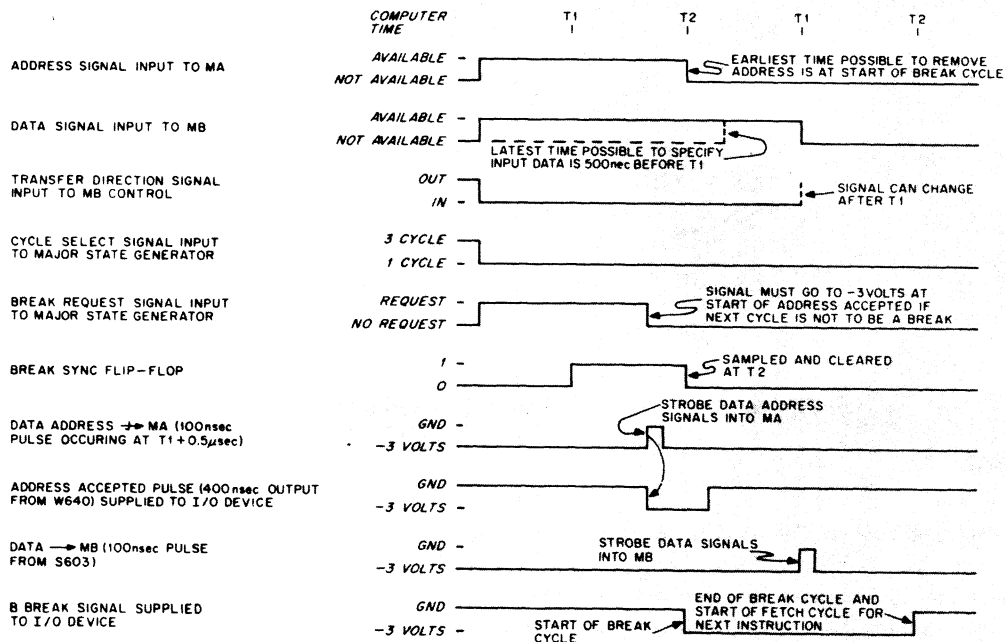 COMPUTER
TIME
T1
T2
T1
T2
ADDRESS SIGNAL INPUT TO MA
AVAILABLE
NOT AVAILABLE
EARLIEST TIME POSSIBLE TO REMOVE
ADDRESS IS AT START OF BREAK CYCLE
DATA SIGNAL INPUT TO MB
AVAILABLE
NOT AVAILABLE
LATEST TIME POSSIBLE TO SPECIFY
INPUT DATA IS 500nec BEFORE T1
TRANSFER DIRECTION SIGNAL
INPUT TO MB CONTROL
OUT
IN
SIGNAL CAN CHANGE
AFTER T1
CYCLE SELECT SIGNAL INPUT
TO MAJOR STATE GENERATOR
3 CYCLE
1 CYCLE
BREAK REQUEST SIGNAL INPUT
TO MAJOR STATE GENERATOR
REQUEST
NO REQUEST
SIGNAL MUST GO TO -3VOLTS AT
START OF ADDRESS ACCEPTED IF
NEXT CYCLE IS NOT TO BE A BREAK
BREAK SYNC FLIP-FLOP
1
0
SAMPLED AND CLEARED
AT T2
DATA ADDRESS → MA (100nsec
PULSE OCCURING AT T1+0.5μsec)
GND
-3 VOLTS
STROBE DATA ADDRESS
SIGNALS INTO MA
ADDRESS ACCEPTED PULSE (400nsec OUTPUT
FROM W640) SUPPLIED TO I/O DEVICE
GND
-3 VOLTS
DATA → MB (100nsec PULSE
FROM S603)
GND
-3 VOLTS
STROBE DATA SIGNALS
INTO MB
B BREAK SIGNAL SUPPLIED
TO I/O DEVICE
GND
-3 VOLTS
START OF BREAK
CYCLE
END OF BREAK CYCLE AND
START OF FETCH CYCLE FOR
NEXT INSTRUCTION